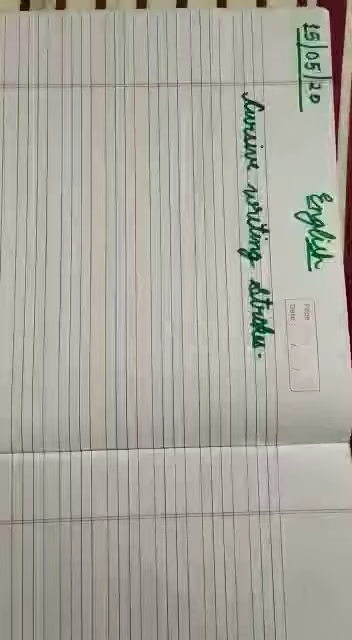 15/05/20
English
Page:
Date: / /
Cursive writing strokes.